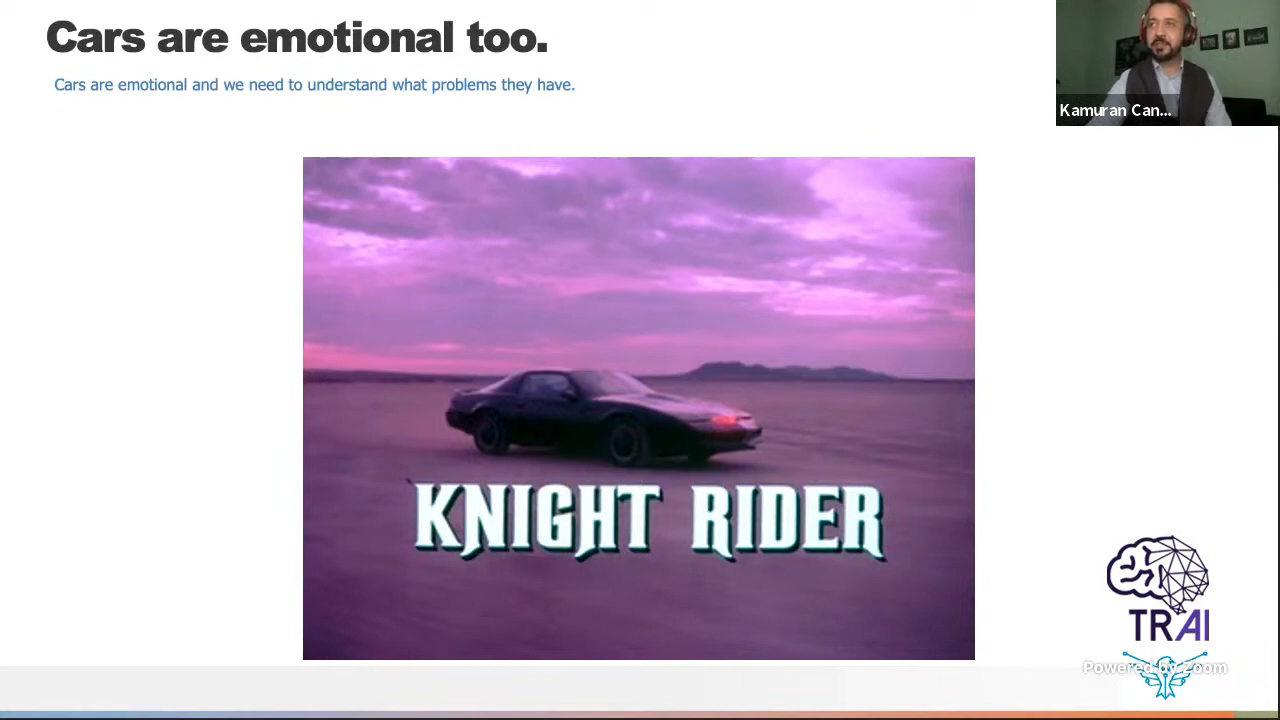 Cars are emotional too.
Cars are emotional and we need to understand what problems they have.
Kamuran Can...
KNIGHT RIDER
TRAI
Powered by Zoom